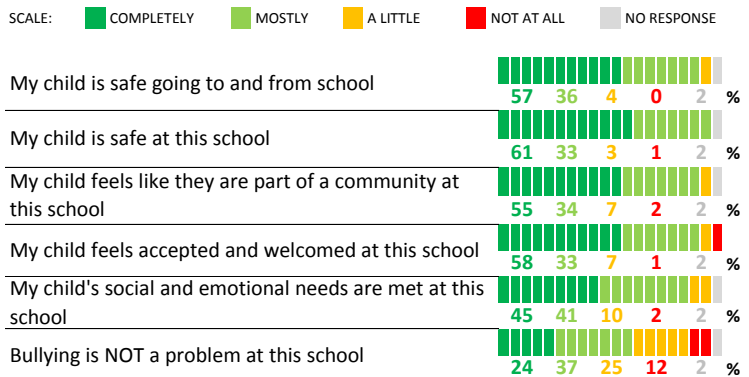 SCALE: COMPLETELY MOSTLY A LITTLE NOT AT ALL NO RESPONSE
My child is safe going to and from school
57 36 4 0 2 %
My child is safe at this school
61 33 3 1 2 %
My child feels like they are part of a community at
this school
55 34 7 2 2 %
My child feels accepted and welcomed at this school
58 33 7 1 2 %
My child's social and emotional needs are met at this
school
45 41 10 2 2 %
Bullying is NOT a problem at this school
24 37 25 12 2 %